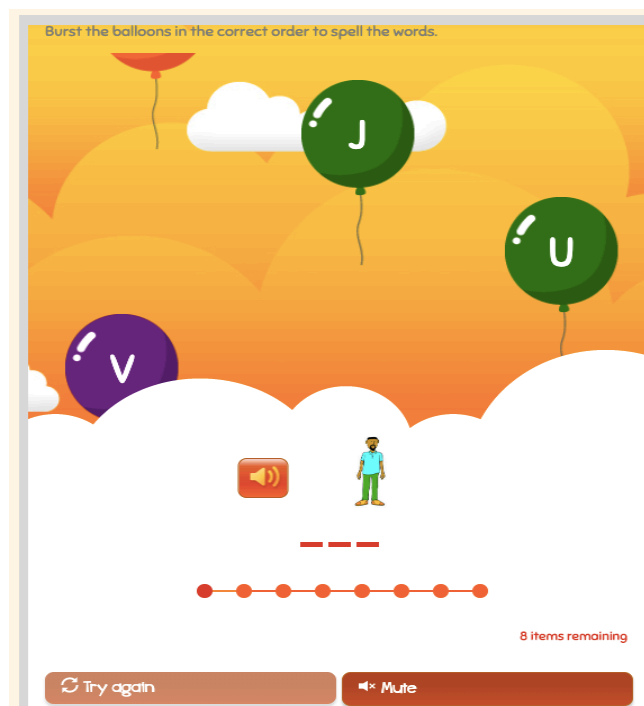 Burst the balloons in the correct order to spell the words.
J
U
V
8 items remaining
Try again
Mute